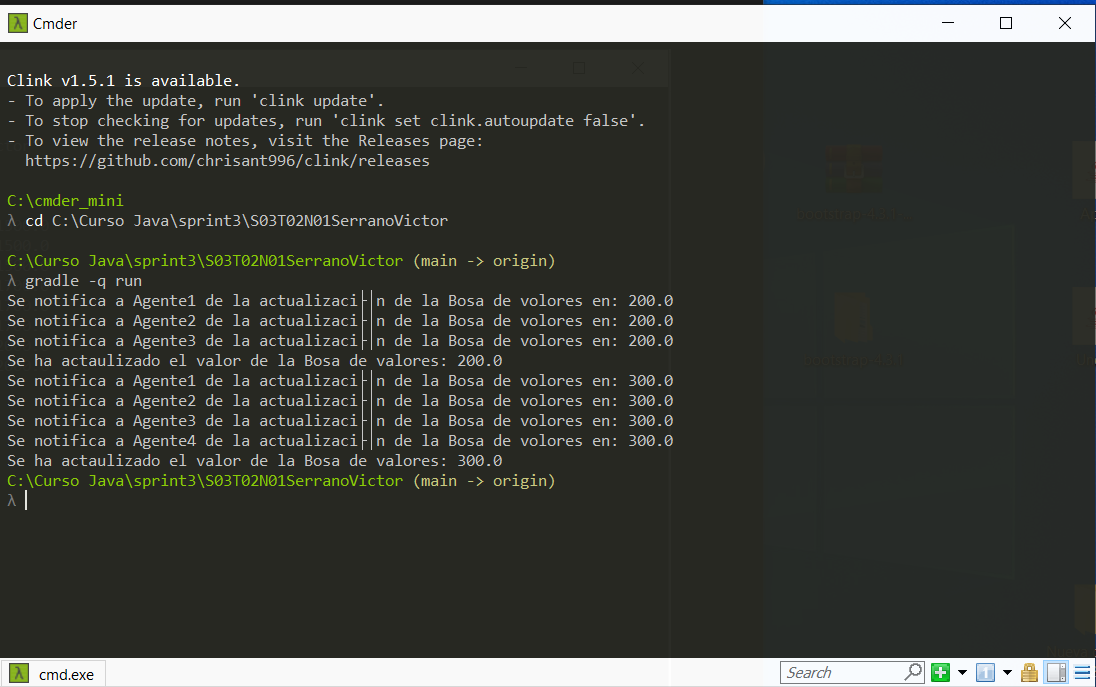 Cmder
Clink v1.5.1 is available.
- To apply the update, run 'clink update'.
- To stop checking for updates, run 'clink set clink.autoupdate false'.
- To view the release notes, visit the Releases page:
https://github.com/chrisant996/clink/releases
C:\cmder_mini
λ cd C:\Curso Java\sprint3\S03T02N01SerranoVictor
C:\Curso Java\sprint3\S03T02N01SerranoVictor (main -> origin)
λ gradle -q run
Se notifica a Agente1 de la actualizaci├│n de la Bosa de volores en: 200.0
Se notifica a Agente2 de la actualizaci├│n de la Bosa de volores en: 200.0
Se notifica a Agente3 de la actualizaci├│n de la Bosa de volores en: 200.0
Se ha actaulizado el valor de la Bosa de valores: 200.0
Se notifica a Agente1 de la actualizaci├│n de la Bosa de volores en: 300.0
Se notifica a Agente2 de la actualizaci├│n de la Bosa de volores en: 300.0
Se notifica a Agente3 de la actualizaci├│n de la Bosa de volores en: 300.0
Se notifica a Agente4 de la actualizaci├│n de la Bosa de volores en: 300.0
Se ha actaulizado el valor de la Bosa de valores: 300.0
C:\Curso Java\sprint3\S03T02N01SerranoVictor (main -> origin)
λ
λ cmd.exe
Search